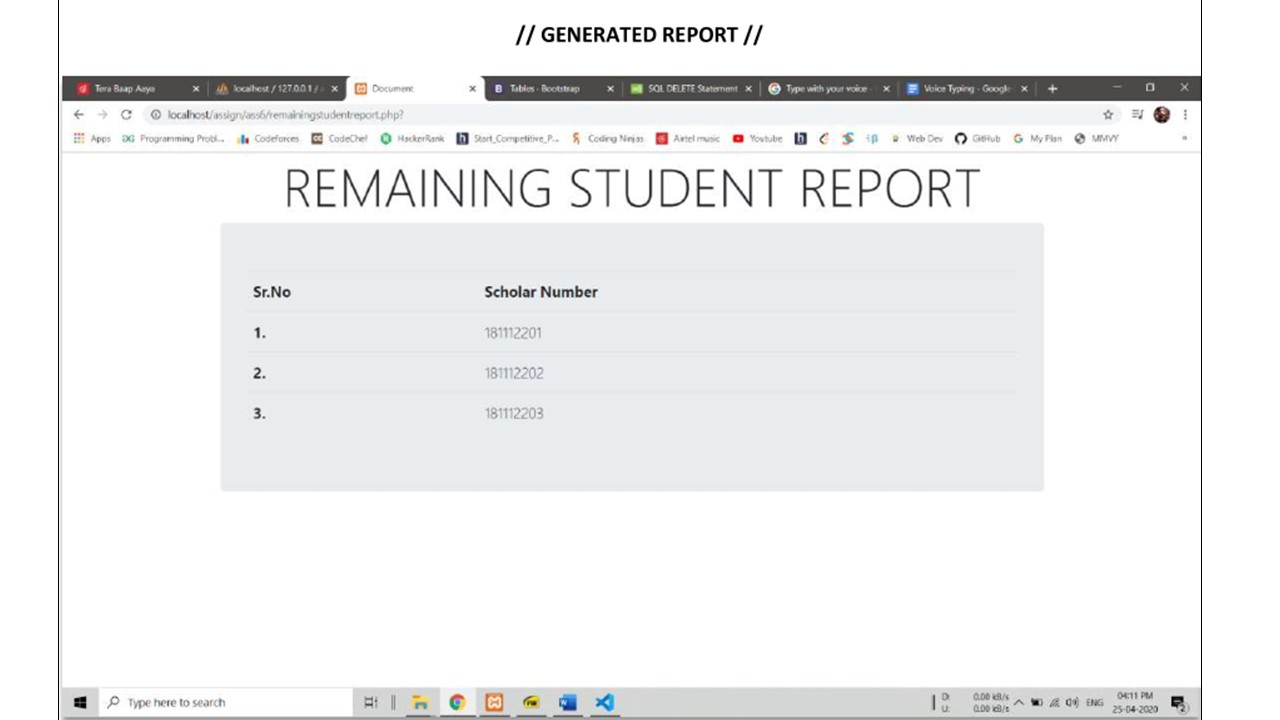 // GENERATED REPORT //
Tera Baap Aaya localhost / 127.0.0.1 / Document Tables · Bootstrap SQL DELETE Statement Type with your voice - Voice Typing - Google
localhost/assign/ass6/remainingstudentreport.php?
Apps Programming Probl... Codeforces CodeChef HackerRank Start_Competitive_P... Coding Ninjas Airtel music Youtube Web Dev GitHub My Plan MMVY »
REMAINING STUDENT REPORT
Sr.No Scholar Number
1. 181112201
2. 181112202
3. 181112203
Type here to search
D: 0.00 kB/s
U: 0.00 kB/s
ENG
04:11 PM
25-04-2020
2